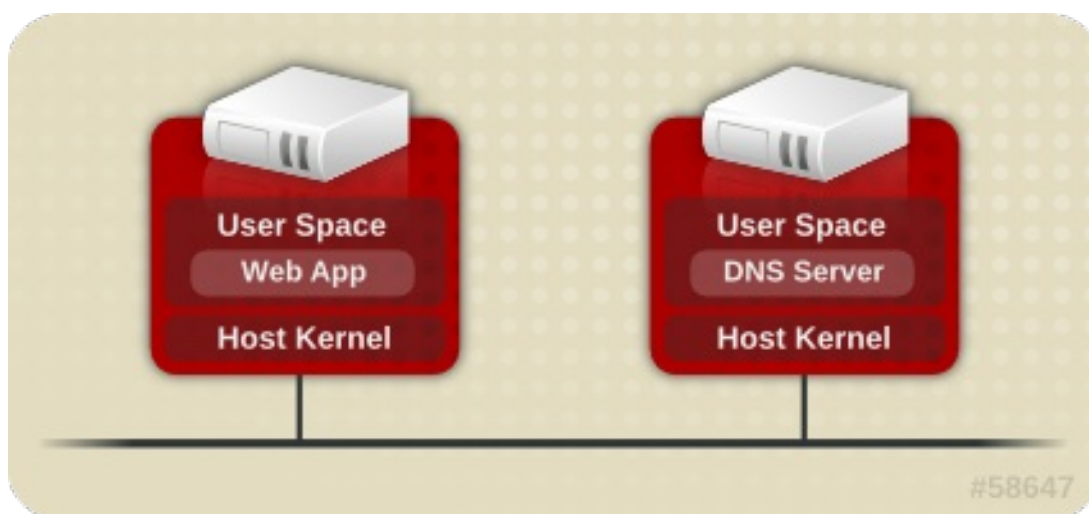 User Space
Web App
Host Kernel
User Space
DNS Server
Host Kernel
#58647